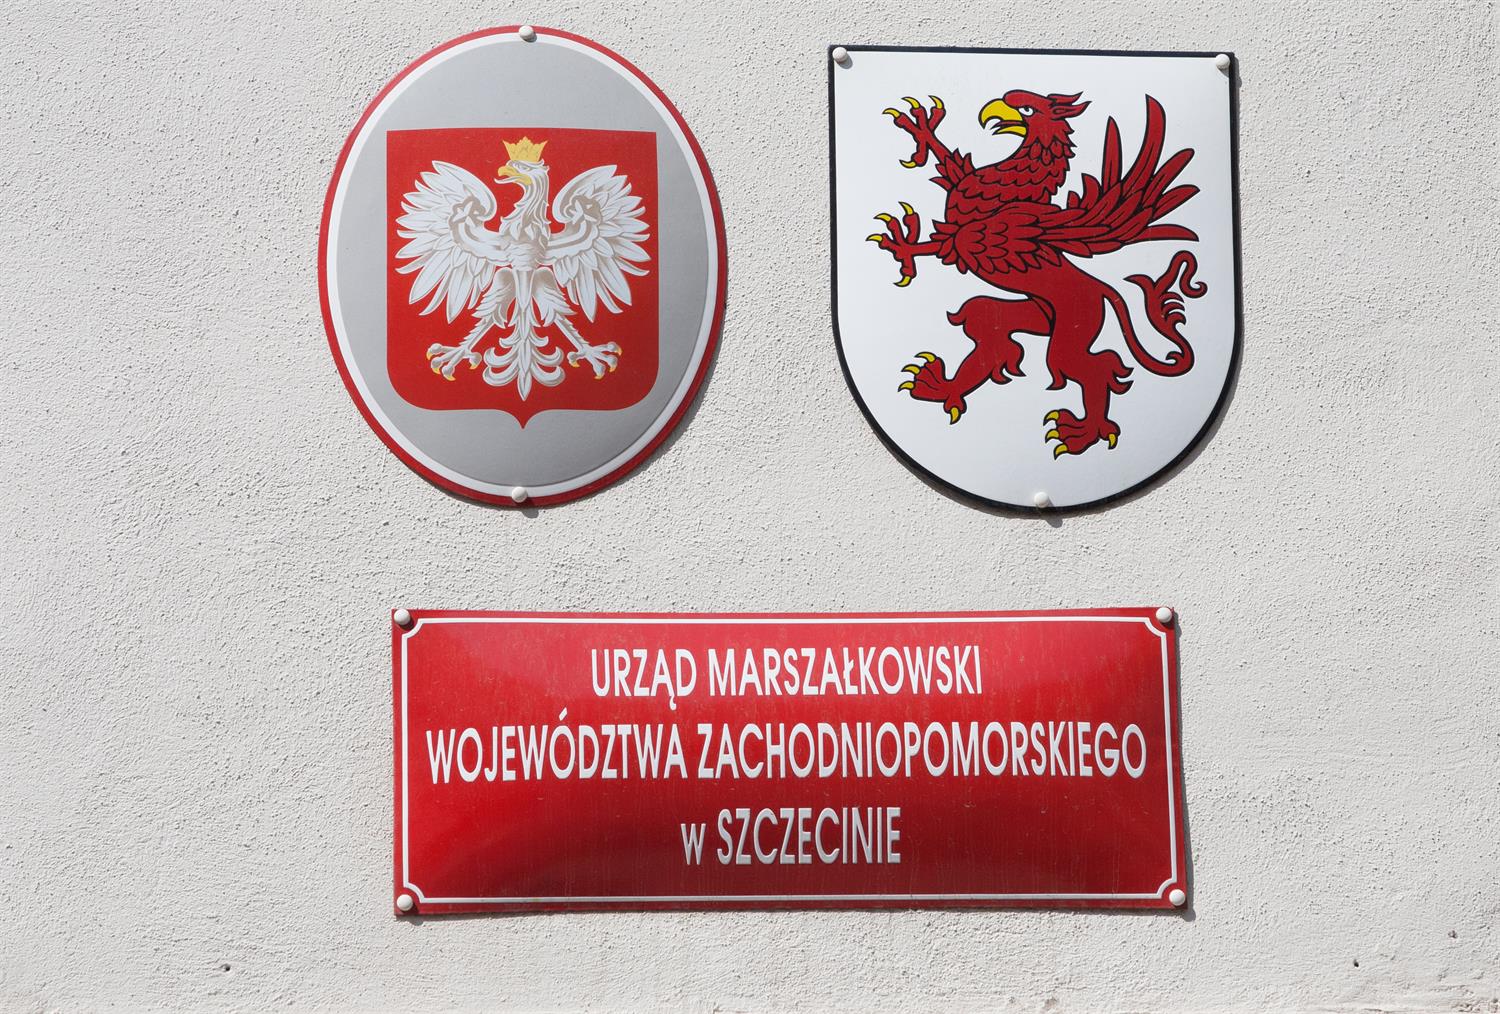 URZĄD MARSZAŁKOWSKI
WOJEWÓDZTWA ZACHODNIOPOMORSKIEGO
w SZCZECINIE